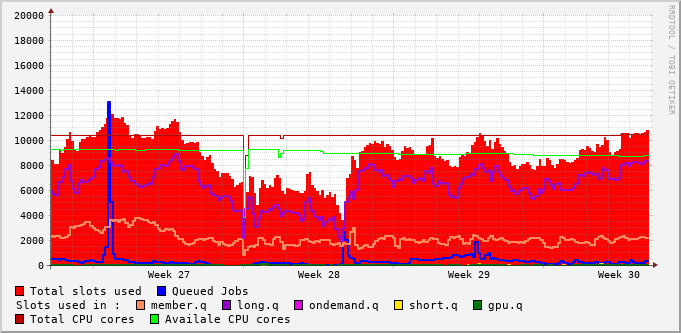 20000
18000
16000
14000
12000
10000
8000
6000
4000
2000
0
Week 27 Week 28 Week 29 Week 30
RRDTOOL / TOBI OETIKER
Total slots used Queued Jobs
Slots used in : member.q long.q ondemand.q short.q gpu.q
Total CPU cores Availale CPU cores